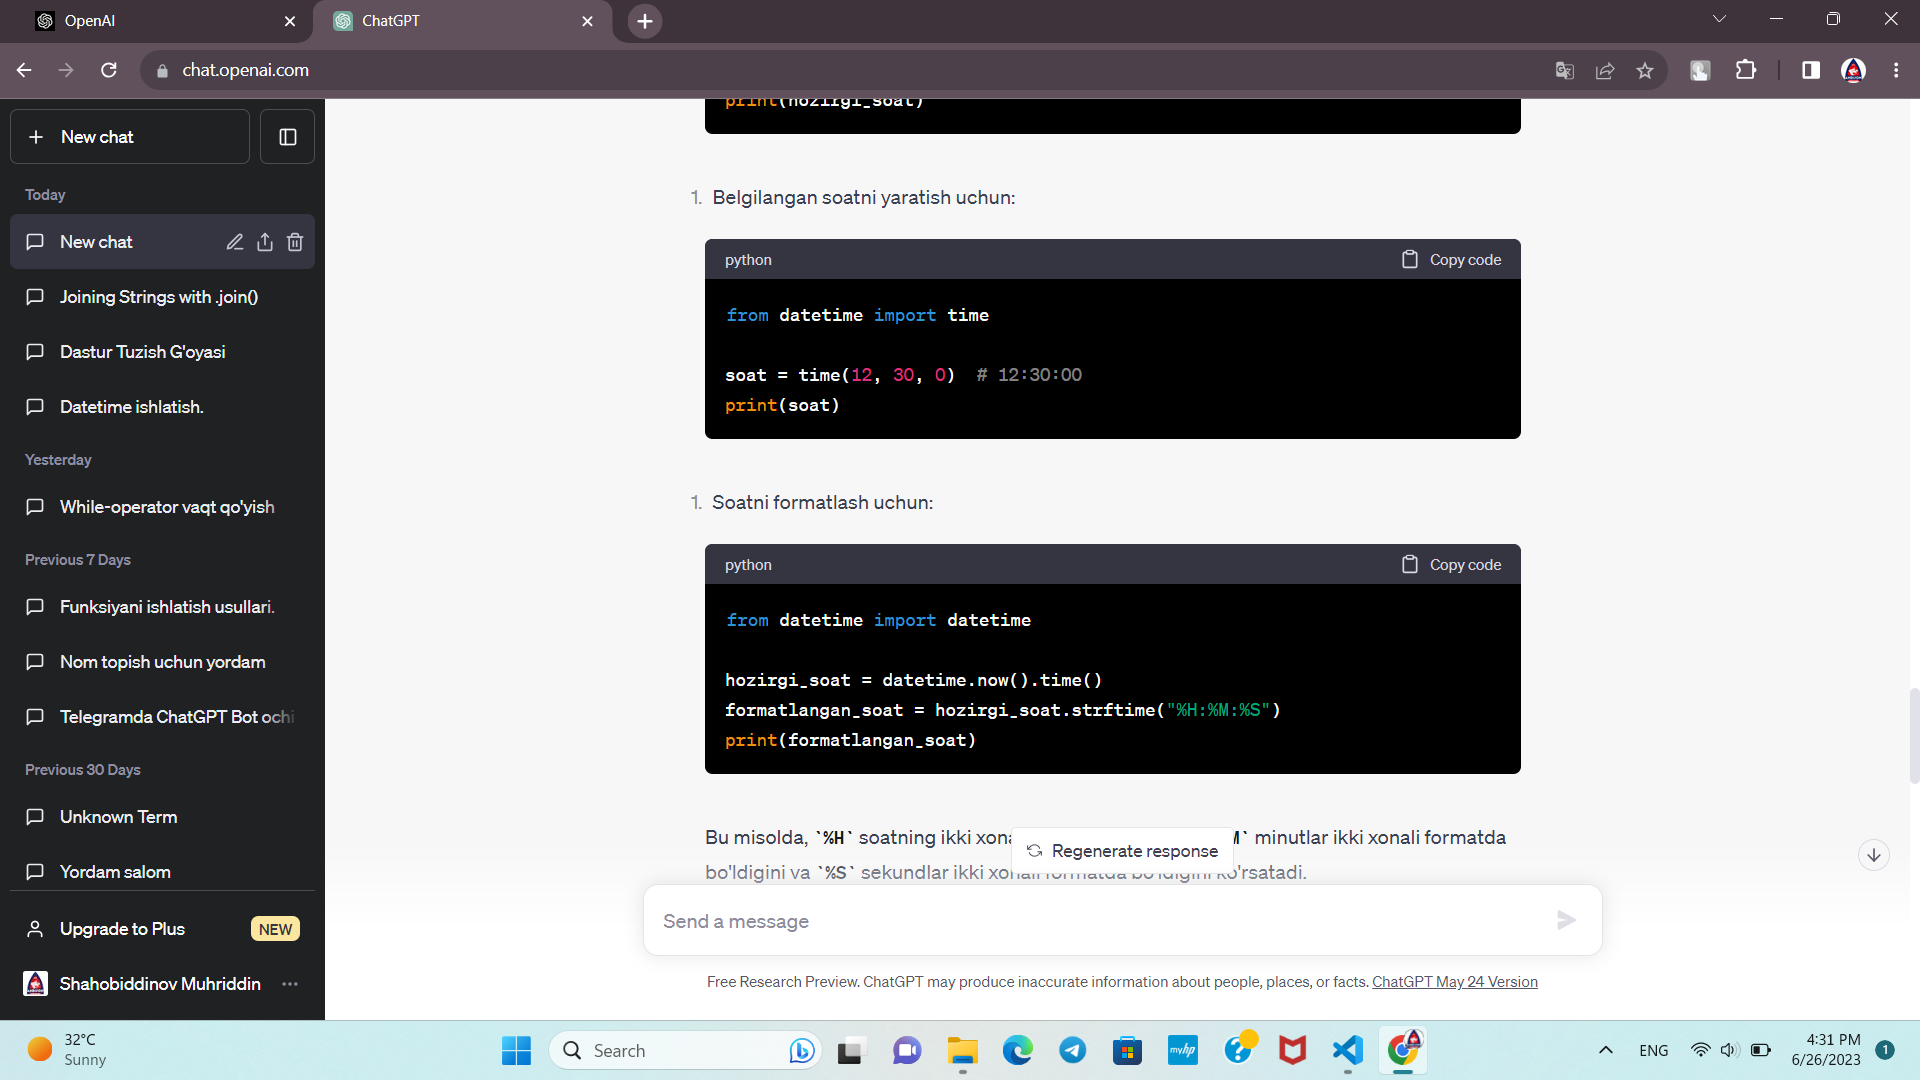 OpenAI
ChatGPT
chat.openai.com
New chat
Today
New chat
Joining Strings with .join()
Dastur Tuzish G'oyasi
Datetime ishlatish.
Yesterday
While-operator vaqt qo'yish
Previous 7 Days
Funksiyani ishlatish usullari.
Nom topish uchun yordam
Telegramda ChatGPT Bot ochi
Previous 30 Days
Unknown Term
Yordam salom
Upgrade to Plus NEW
Shahobiddinov Muhriddin
print(hozirgi_soat)
1. Belgilangan soatni yaratish uchun:
python Copy code
from datetime import time
soat = time(12, 30, 0) # 12:30:00
print(soat)
1. Soatni formatlash uchun:
python Copy code
from datetime import datetime
hozirgi_soat = datetime.now().time()
formatlangan_soat = hozirgi_soat.strftime("%H:%M:%S")
print(formatlangan_soat)
Bu misolda, `%H` soatning ikki minutlar ikki xonali formatda
Regenerate response
bo'ldigini va `%S` sekundlar ikki xonali formatda bo'ldigini ko'rsatadi.
Send a message
Free Research Preview. ChatGPT may produce inaccurate information about people, places, or facts. ChatGPT May 24 Version
32°C
Sunny
Search
myhp
ENG
4:31 PM
6/26/2023
1